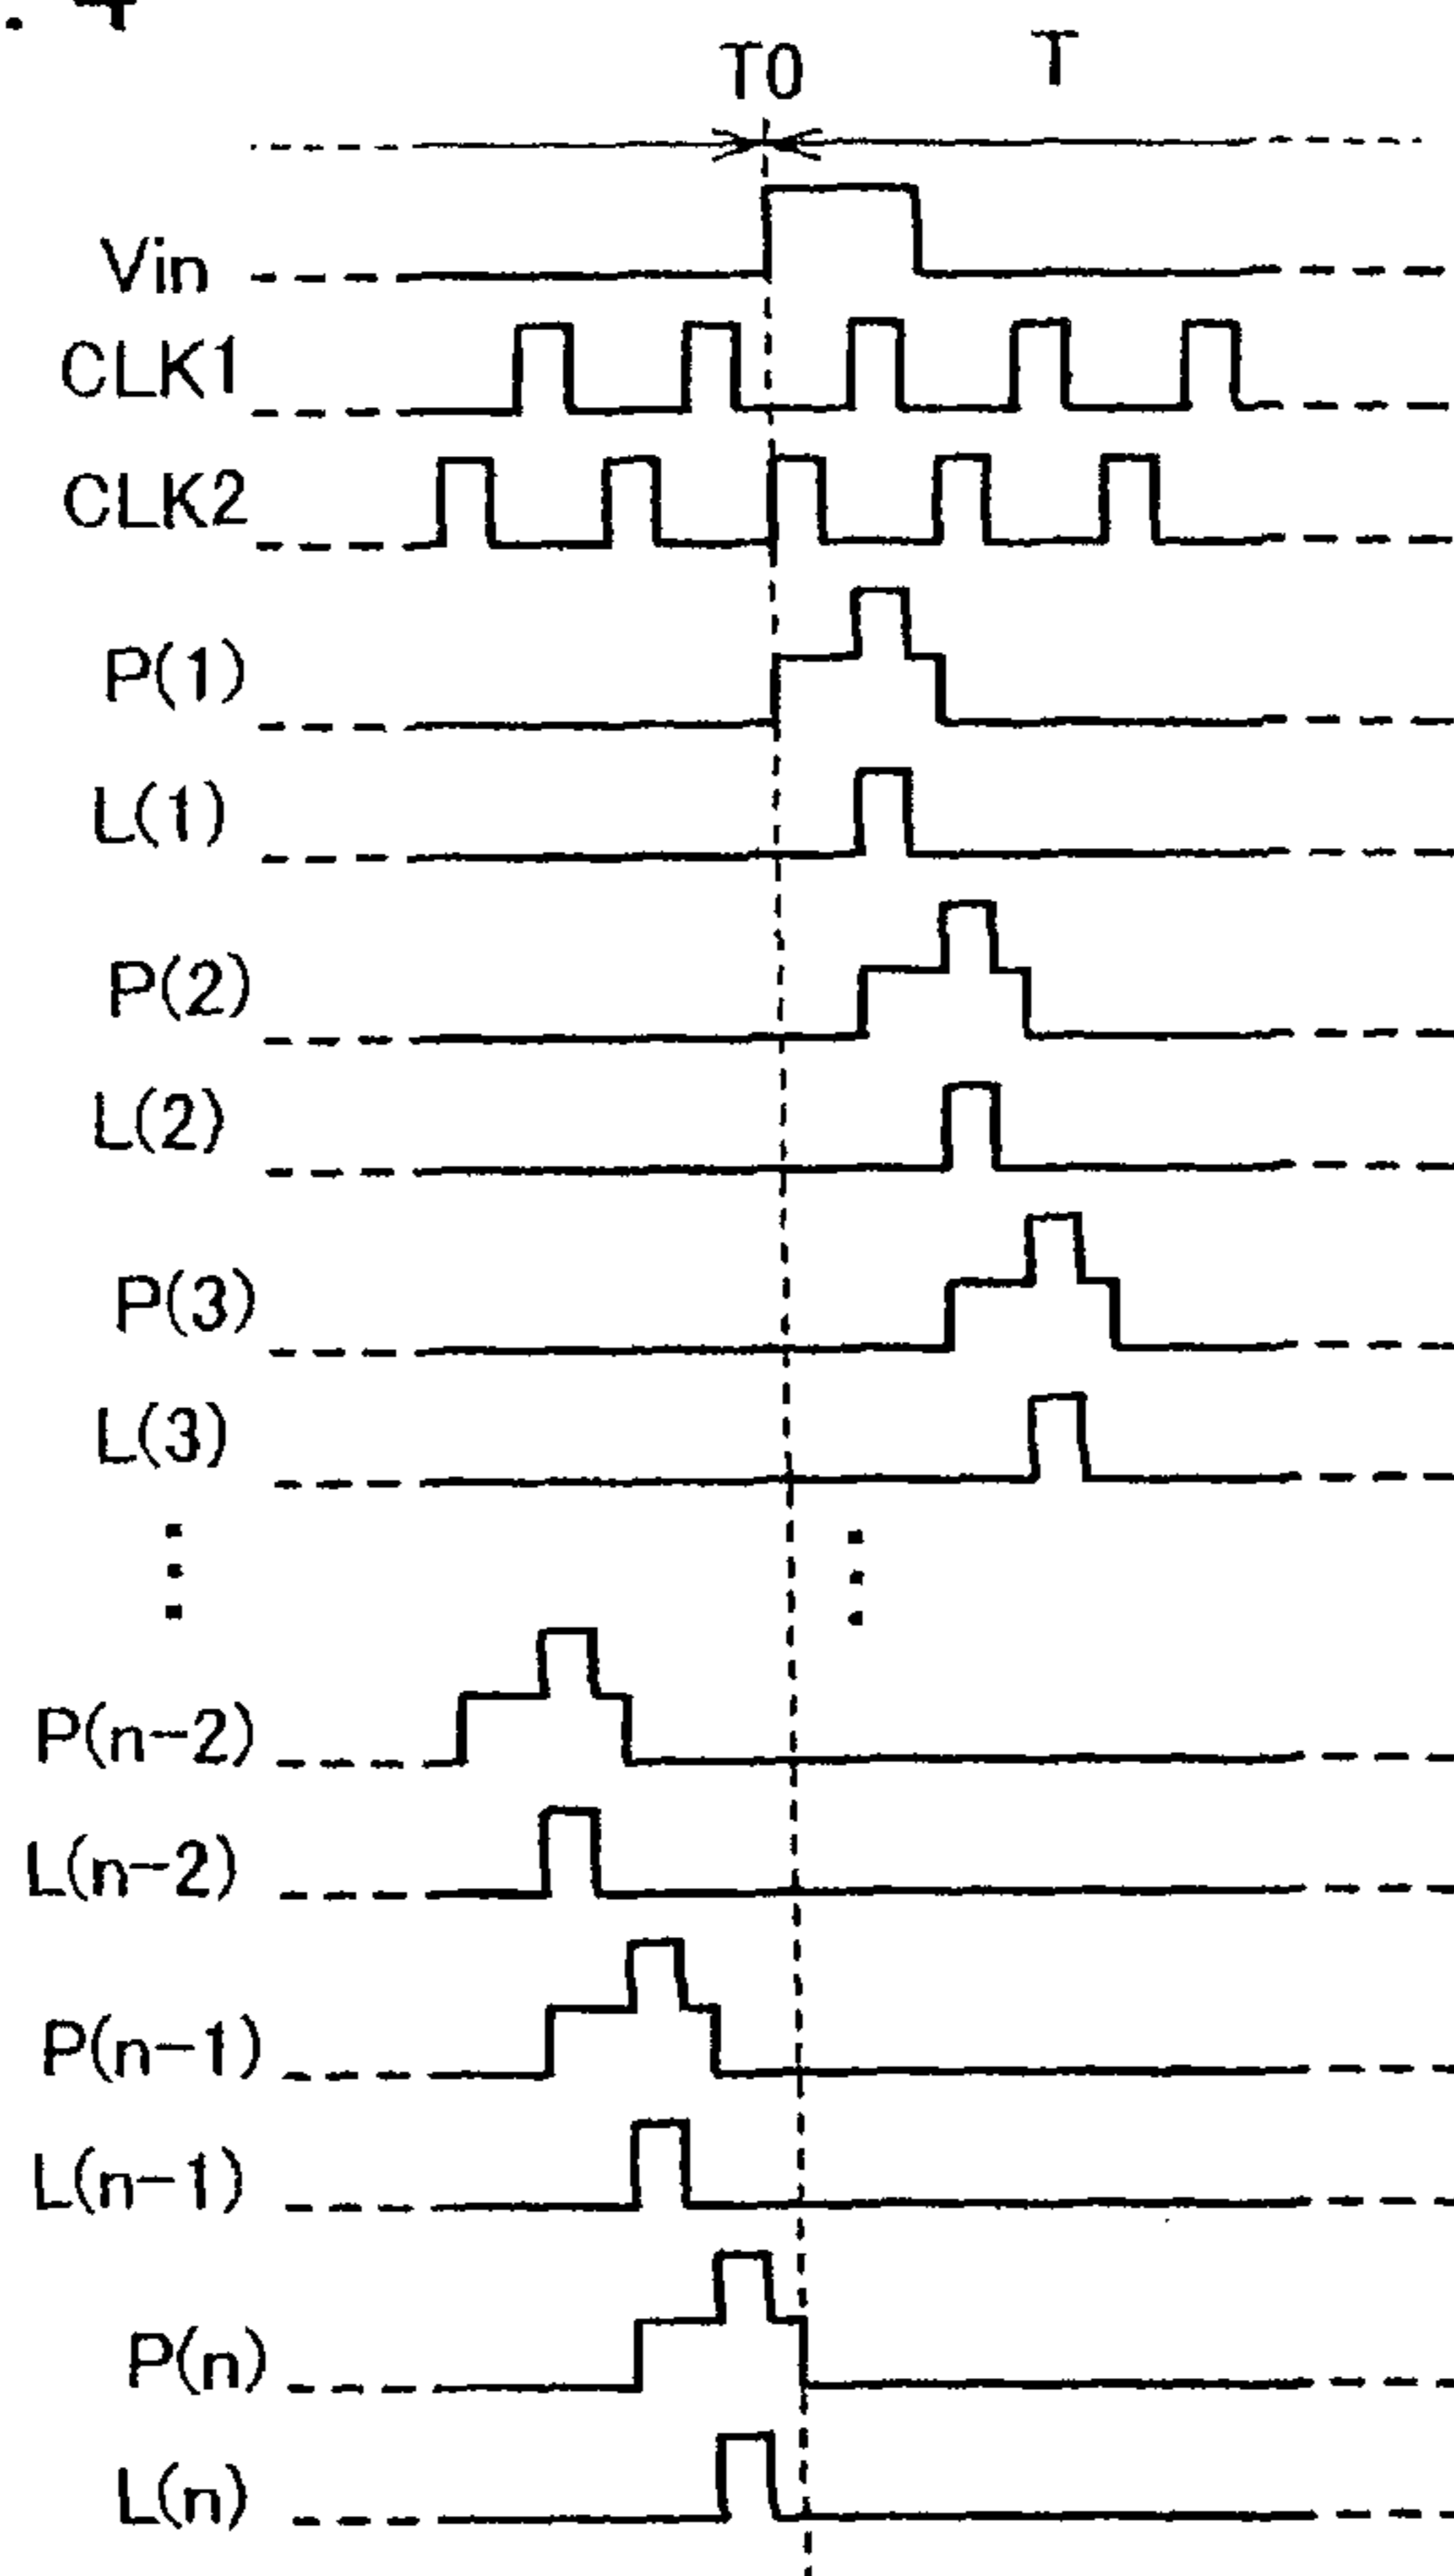 T0 T
Vin
CLK1
CLK2
P(1)
L(1)
P(2)
L(2)
P(3)
L(3)
P(n-2)
L(n-2)
P(n-1)
L(n-1)
P(n)
L(n)